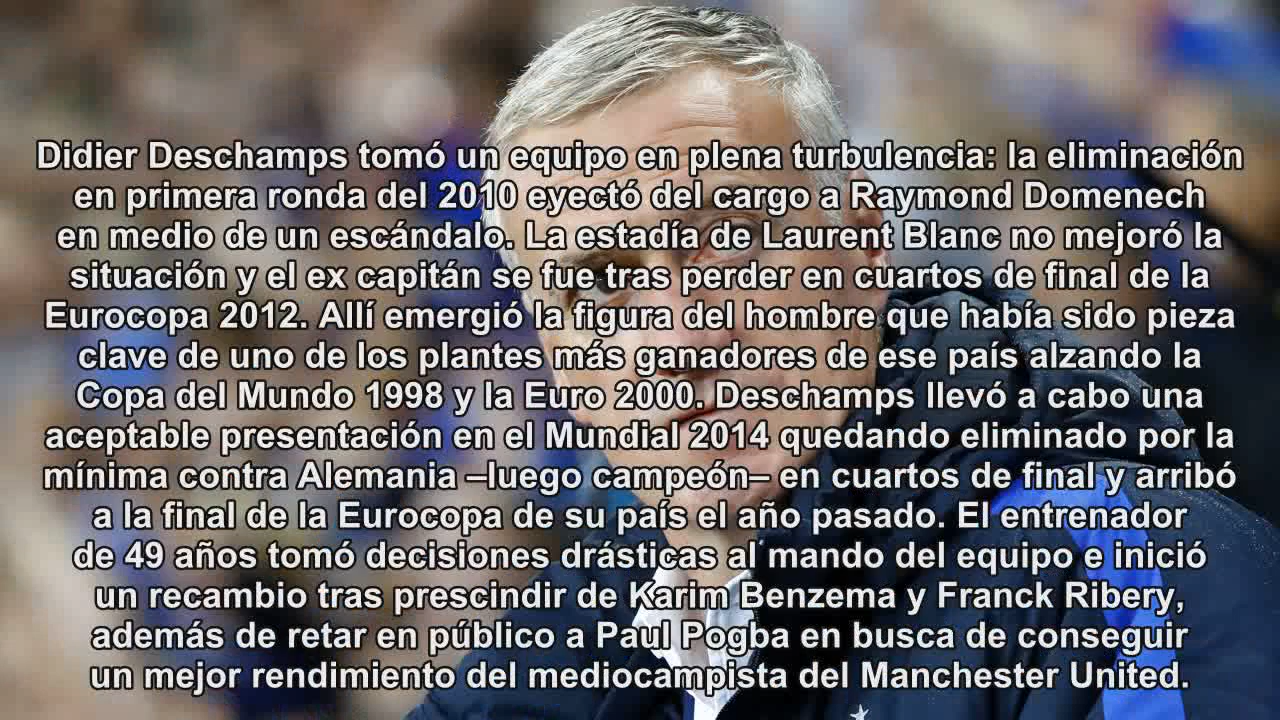 Didier Deschamps tomó un equipo en plena turbulencia: la eliminación
en primera ronda del 2010 eyectó del cargo a Raymond Domenech
en medio de un escándalo. La estadía de Laurent Blanc no mejoró la
situación y el ex capitán se fue tras perder en cuartos de final de la
Eurocopa 2012. Allí emergió la figura del hombre que había sido pieza
clave de uno de los plantes más ganadores de ese país alzando la
Copa del Mundo 1998 y la Euro 2000. Deschamps llevó a cabo una
aceptable presentación en el Mundial 2014 quedando eliminado por la
mínima contra Alemania –luego campeón– en cuartos de final y arribó
a la final de la Eurocopa de su país el año pasado. El entrenador
de 49 años tomó decisiones drásticas al mando del equipo e inició
un recambio tras prescindir de Karim Benzema y Franck Ribery,
además de retar en público a Paul Pogba en busca de conseguir
un mejor rendimiento del mediocampista del Manchester United.